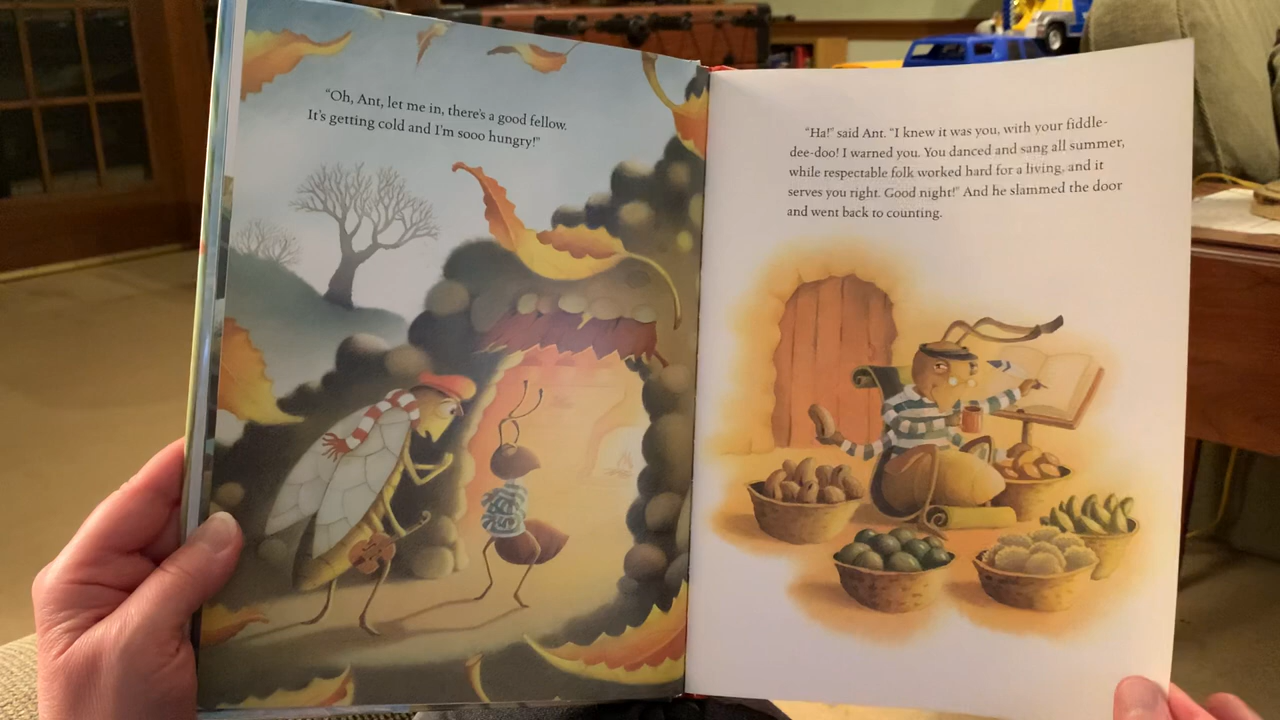 “Oh, Ant, let me in, there’s a good fellow.
It’s getting cold and I’m sooo hungry!”
“Ha!” said Ant. “I knew it was you, with your fiddle-
dee-doo! I warned you. You danced and sang all summer,
while respectable folk worked hard for a living, and it
serves you right. Good night!” And he slammed the door
and went back to counting.